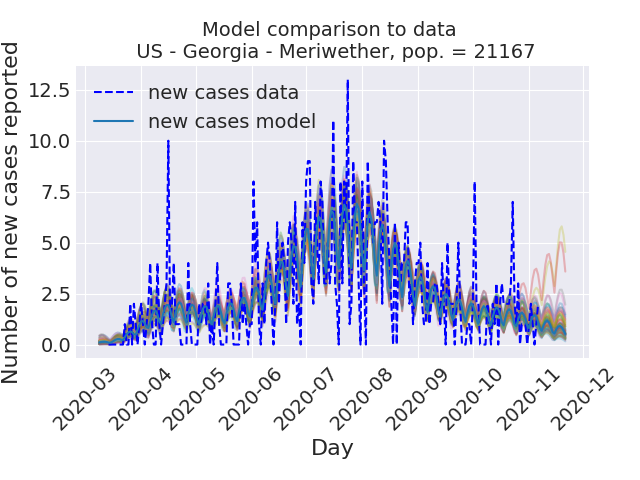 Model comparison to data
US - Georgia - Meriwether, pop. = 21167
Number of new cases reported
12.5
10.0
7.5
5.0
2.5
0.0
new cases data
new cases model
2020-03
2020-04
2020-05
2020-06
2020-07
2020-08
2020-09
2020-10
2020-11
2020-12
Day